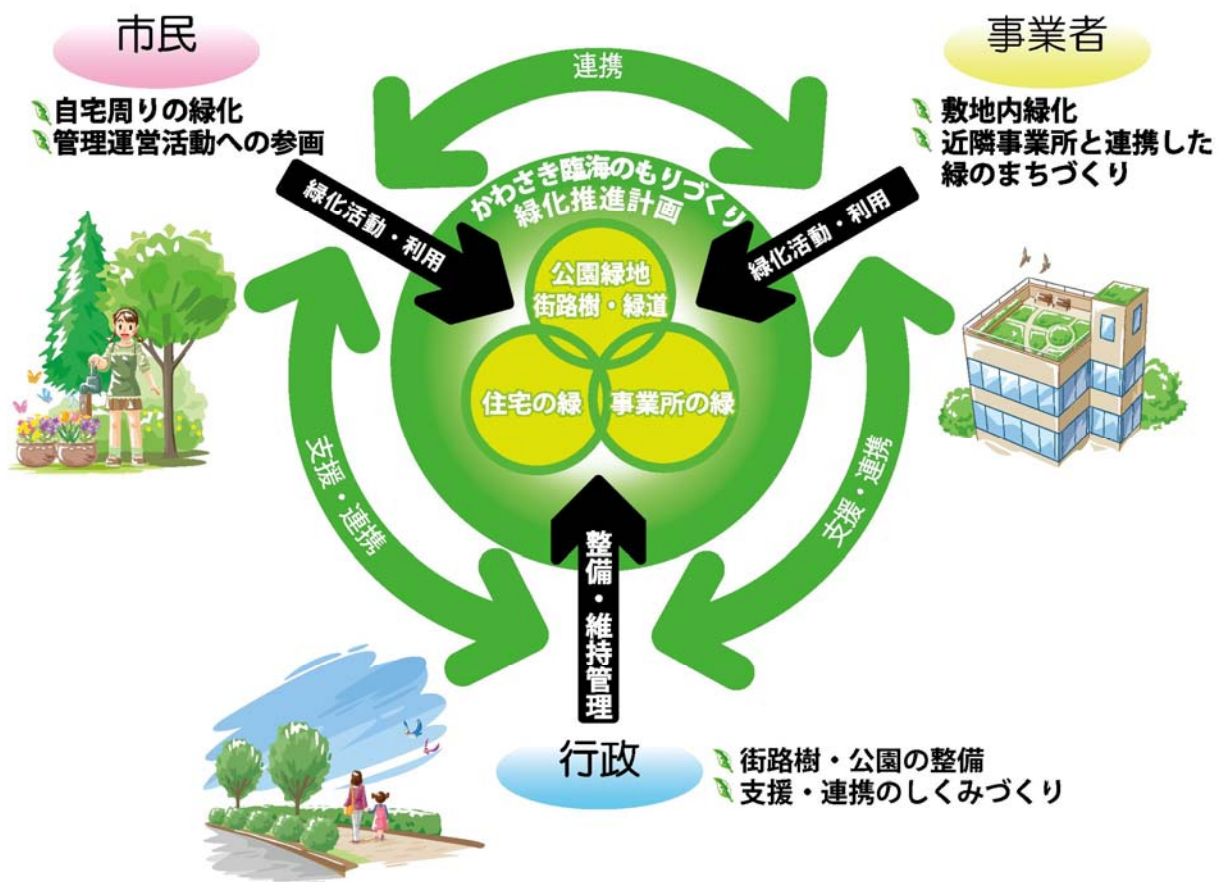 市民
自宅周りの緑化
管理運営活動への参画
事業者
敷地内緑化
近隣事業所と連携した
緑のまちづくり
連携
かわさき臨海のもりづくり
緑化推進計画
緑化活動・利用
緑化活動・利用
公園緑地
街路樹・緑道
住宅の緑
事業所の緑
支援・連携
支援・連携
整備・維持管理
行政
街路樹・公園の整備
支援・連携のしくみづくり